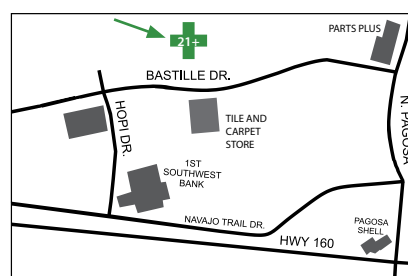 21+
PARTS PLUS
BASTILLE DR.
N. PAGOSA
HOPI DR.
TILE AND
CARPET
STORE
1ST
SOUTHWEST
BANK
NAVAJO TRAIL DR.
PAGOSA
SHELL
HWY 160